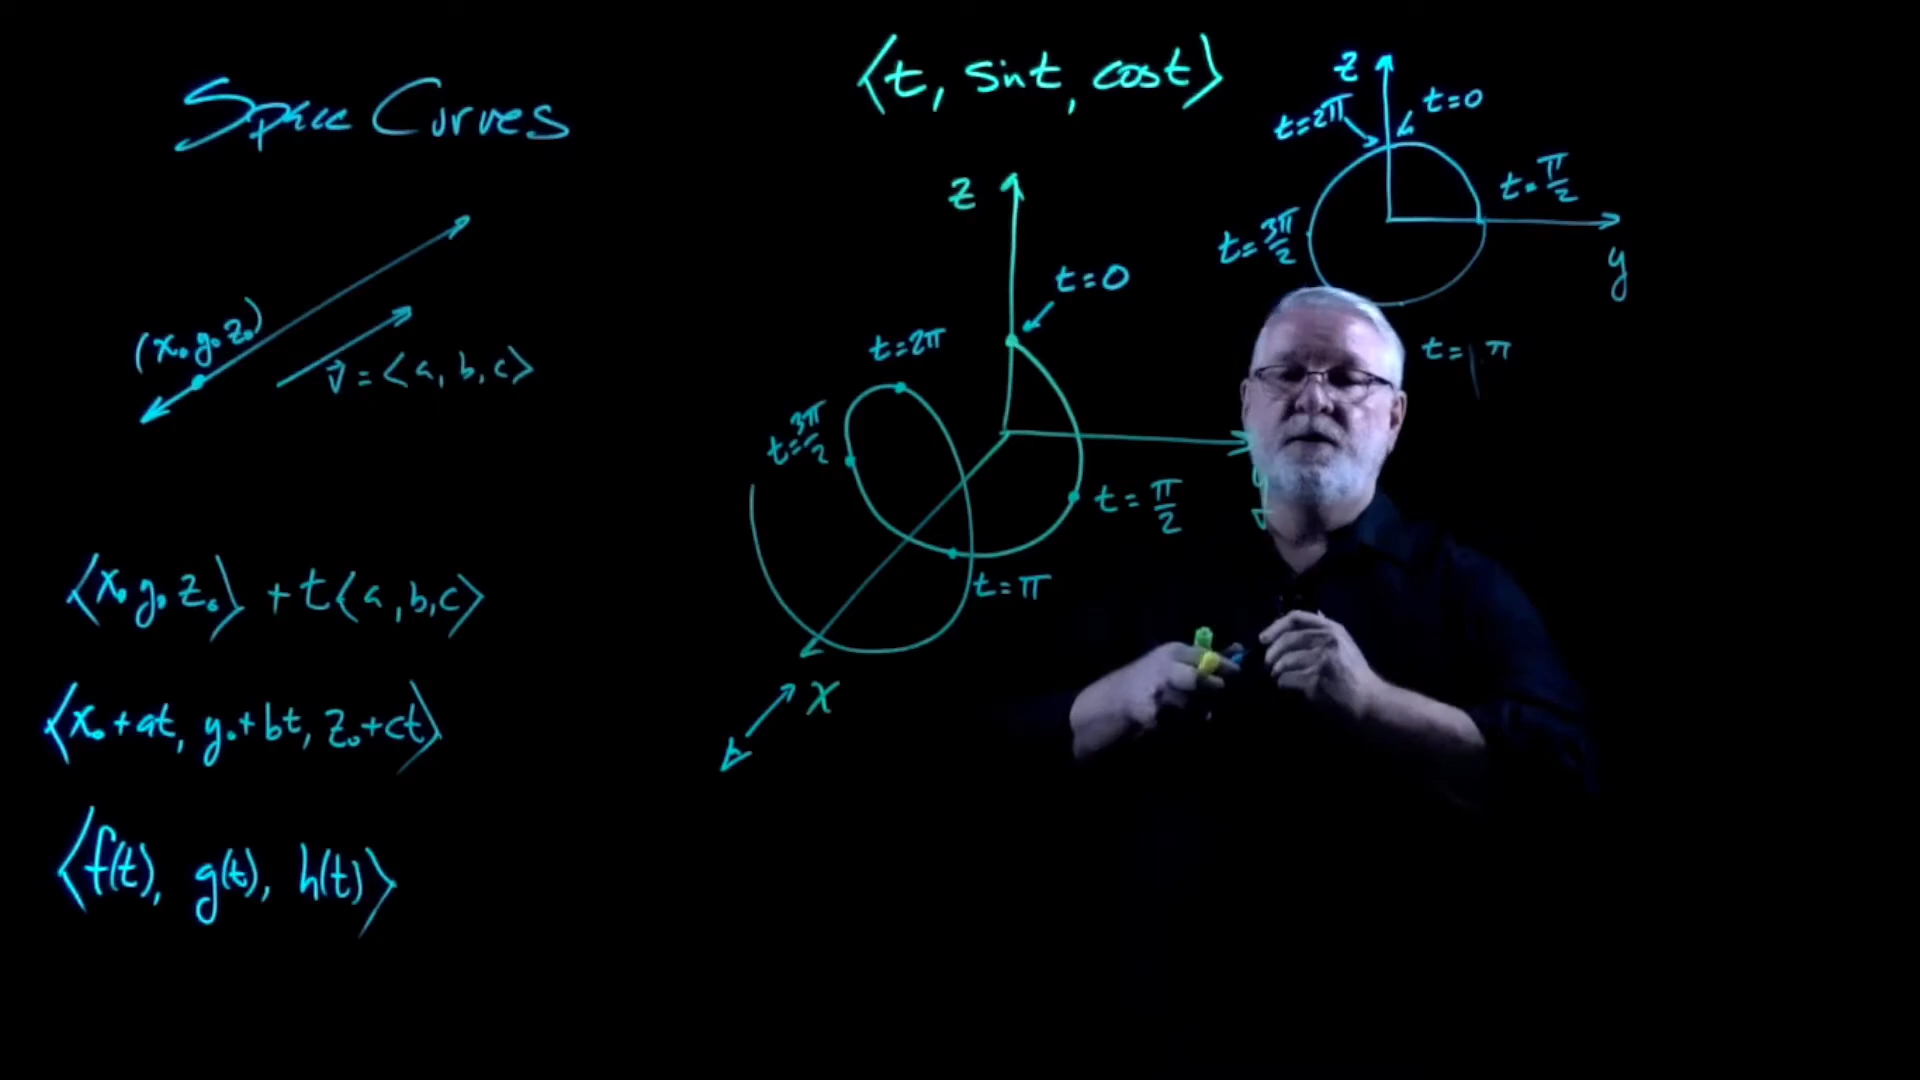 Space Curves
(x₀ y₀ z₀)
v⃗ = ⟨a, b, c⟩
⟨x₀ y₀ z₀⟩ + t⟨a, b, c⟩
⟨x₀+at, y₀+bt, z₀+ct⟩
⟨f(t), g(t), h(t)⟩
⟨t, sint, cost⟩
z
t=0
t=2π
t=3π/2
t=π/2
t=π
y
x
z
t=2π
t=0
t=π/2
t=3π/2
y
t=π